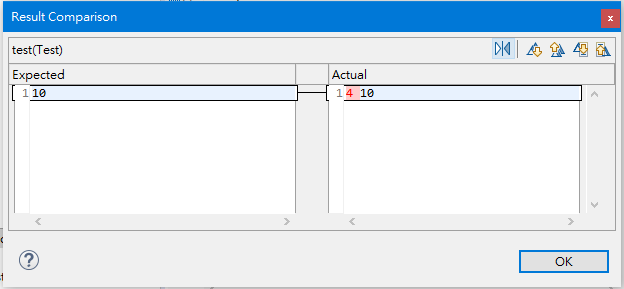 Result Comparison
x
test(Test)
Expected
Actual
1 10
1 4 10
?
OK